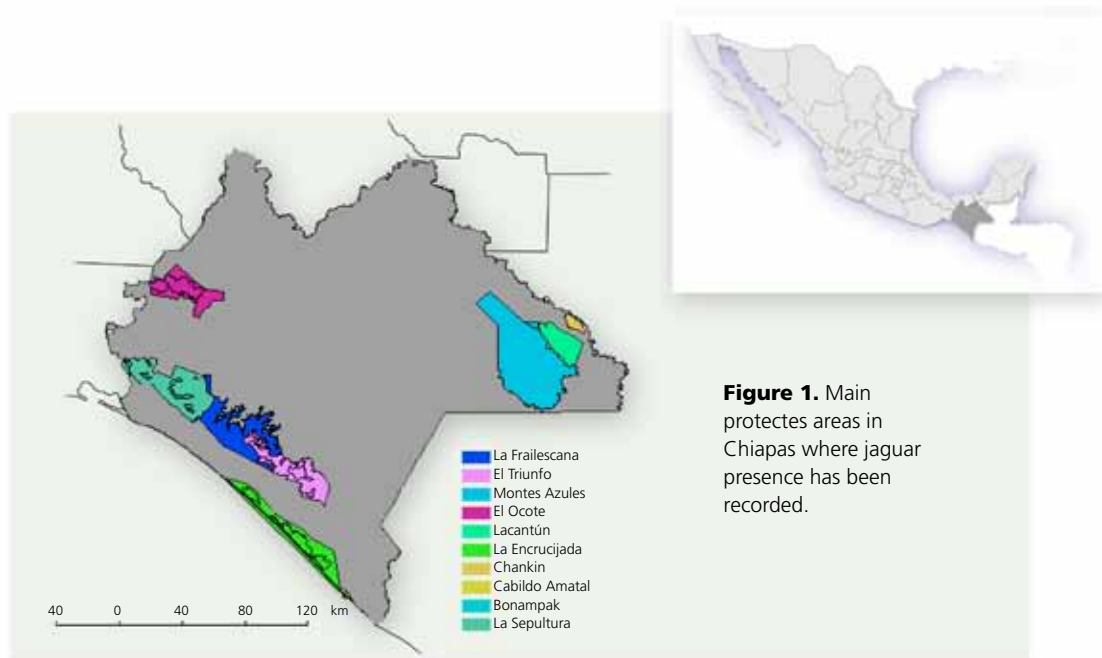 Figure 1. Main
protectes areas in
Chiapas where jaguar
presence has been
recorded.
La Frailescana
El Triunfo
Montes Azules
El Ocote
Lacantún
La Encrucijada
Chankin
Cabildo Amatal
Bonampak
La Sepultura
40 0 40 80 120 km